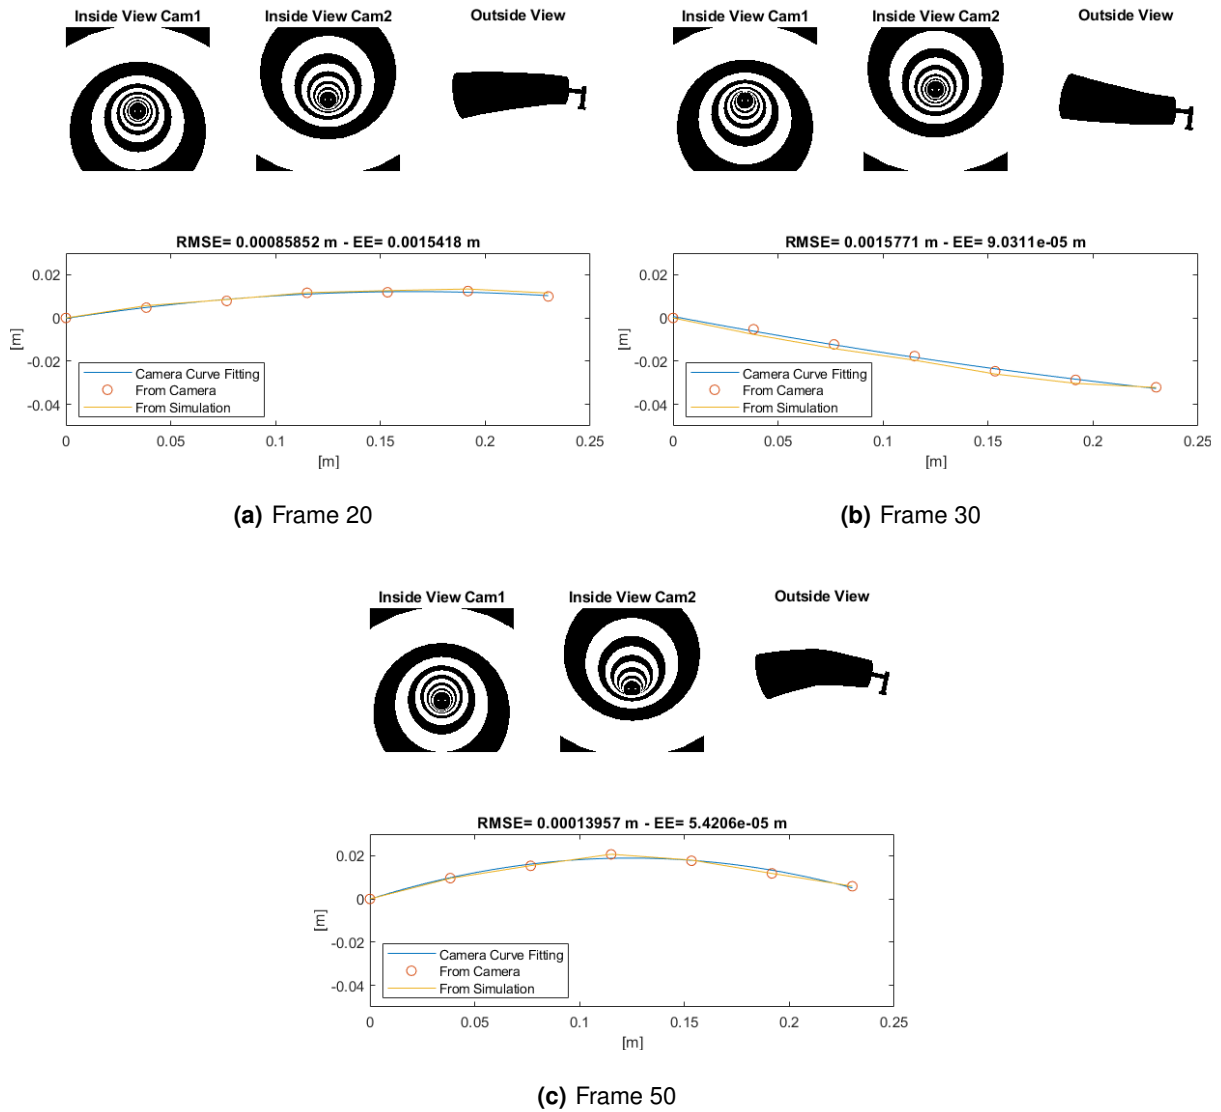 Inside View Cam1 Inside View Cam2 Outside View
RMSE= 0.00085852 m - EE= 0.0015418 m
0.02
0
-0.02
-0.04
[m]
Camera Curve Fitting
From Camera
From Simulation
0 0.05 0.1 0.15 0.2 0.25
[m]
(a) Frame 20
Inside View Cam1 Inside View Cam2 Outside View
RMSE= 0.0015771 m - EE= 9.0311e-05 m
0.02
0
-0.02
-0.04
[m]
Camera Curve Fitting
From Camera
From Simulation
0 0.05 0.1 0.15 0.2 0.25
[m]
(b) Frame 30
Inside View Cam1 Inside View Cam2 Outside View
RMSE= 0.00013957 m - EE= 5.4206e-05 m
0.02
0
-0.02
-0.04
[m]
Camera Curve Fitting
From Camera
From Simulation
0 0.05 0.1 0.15 0.2 0.25
[m]
(c) Frame 50